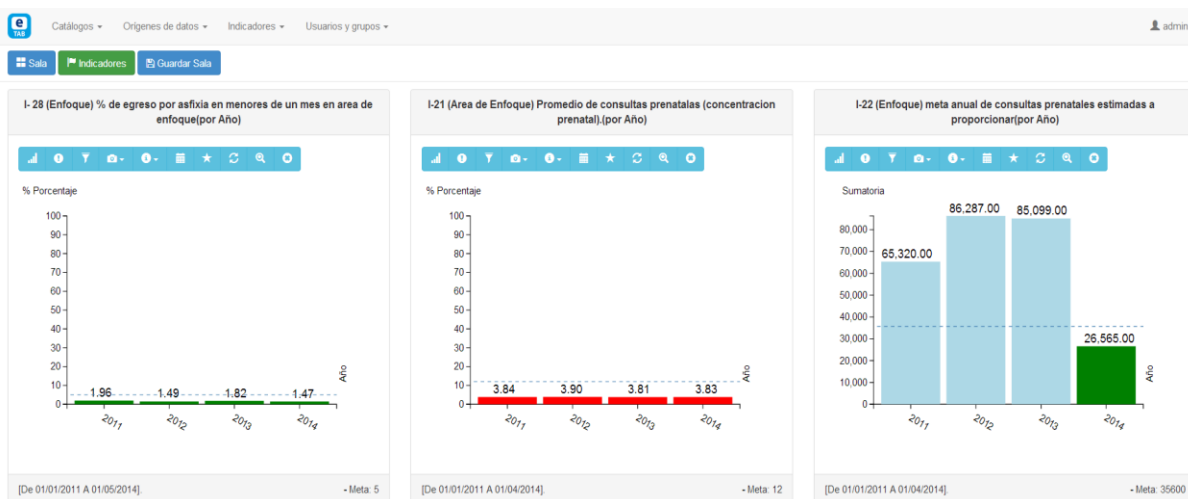 e
TAB
Catálogos
Orígenes de datos
Indicadores
Usuarios y grupos
admin
Sala
Indicadores
Guardar Sala
I- 28 (Enfoque) % de egreso por asfixia en menores de un mes en area de
enfoque(por Año)
% Porcentaje
100
90
80
70
60
50
40
30
20
10
0
1.96
1.49
1.82
1.47
Año
2011
2012
2013
2014
[De 01/01/2011 A 01/05/2014].
- Meta: 5
I-21 (Area de Enfoque) Promedio de consultas prenatalas (concentracion
prenatal).(por Año)
% Porcentaje
100
90
80
70
60
50
40
30
20
10
0
3.84
3.90
3.81
3.83
Año
2011
2012
2013
2014
[De 01/01/2011 A 01/04/2014].
- Meta: 12
I-22 (Enfoque) meta anual de consultas prenatales estimadas a
proporcionar(por Año)
Sumatoria
80,000
70,000
60,000
50,000
40,000
30,000
20,000
10,000
0
65,320.00
86,287.00
85,099.00
26,565.00
Año
2011
2012
2013
2014
[De 01/01/2011 A 01/04/2014].
- Meta: 35600